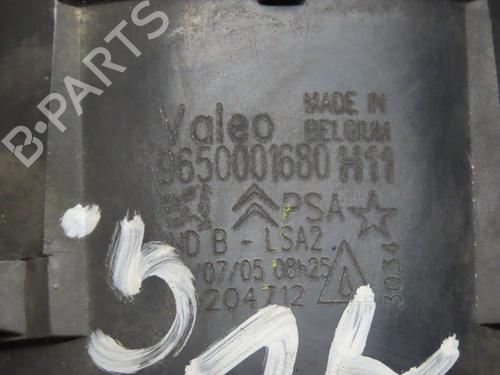 B-PARTS
Valeo MADE IN BELGIUM
9650001680 H11
PSA
ND B - LSA2
/07/05 08h25
204712
3034